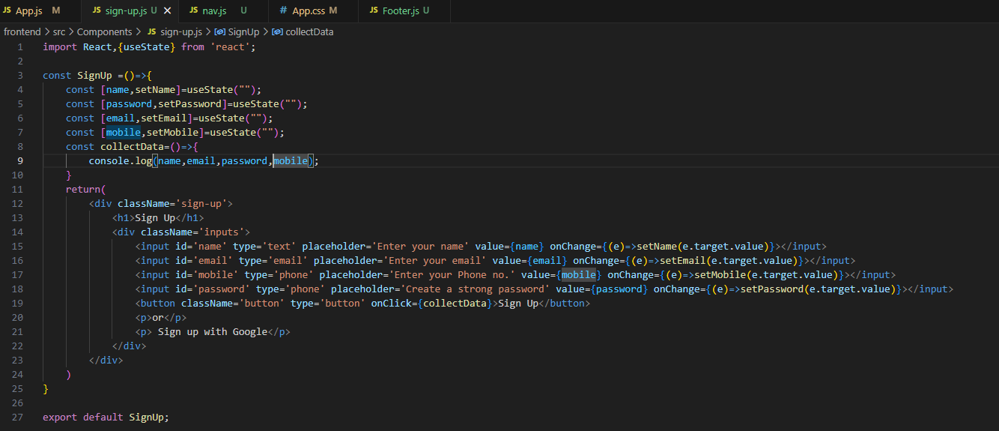 JS App.js M JS sign-up.js U × JS nav.js U # App.css M JS Footer.js U
frontend > src > Components > JS sign-up.js > SignUp > collectData
1 import React,{useState} from 'react';
2
3 const SignUp =()=>{
4 const [name,setName]=useState("");
5 const [password,setPassword]=useState("");
6 const [email,setEmail]=useState("");
7 const [mobile,setMobile]=useState("");
8 const collectData=()=>{
9 console.log(name,email,password,mobile);
10 }
11 return(
12 <div className='sign-up'>
13 <h1>Sign Up</h1>
14 <div className='inputs'>
15 <input id='name' type='text' placeholder='Enter your name' value={name} onChange={(e)=>setName(e.target.value)}></input>
16 <input id='email' type='email' placeholder='Enter your email' value={email} onChange={(e)=>setEmail(e.target.value)}></input>
17 <input id='mobile' type='phone' placeholder='Enter your Phone no.' value={mobile} onChange={(e)=>setMobile(e.target.value)}></input>
18 <input id='password' type='phone' placeholder='Create a strong password' value={password} onChange={(e)=>setPassword(e.target.value)}></input>
19 <button className='button' type='button' onClick={collectData}>Sign Up</button>
20 <p>or</p>
21 <p> Sign up with Google</p>
22 </div>
23 </div>
24 )
25 }
26
27 export default SignUp;